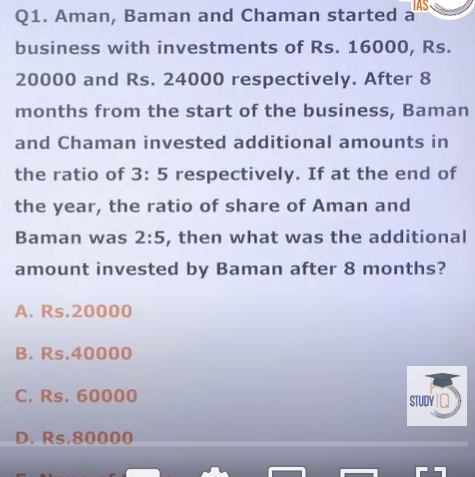 IAS
Q1. Aman, Baman and Chaman started a
business with investments of Rs. 16000, Rs.
20000 and Rs. 24000 respectively. After 8
months from the start of the business, Baman
and Chaman invested additional amounts in
the ratio of 3: 5 respectively. If at the end of
the year, the ratio of share of Aman and
Baman was 2:5, then what was the additional
amount invested by Baman after 8 months?
A. Rs.20000
B. Rs.40000
C. Rs. 60000
STUDY IQ
D. Rs.80000